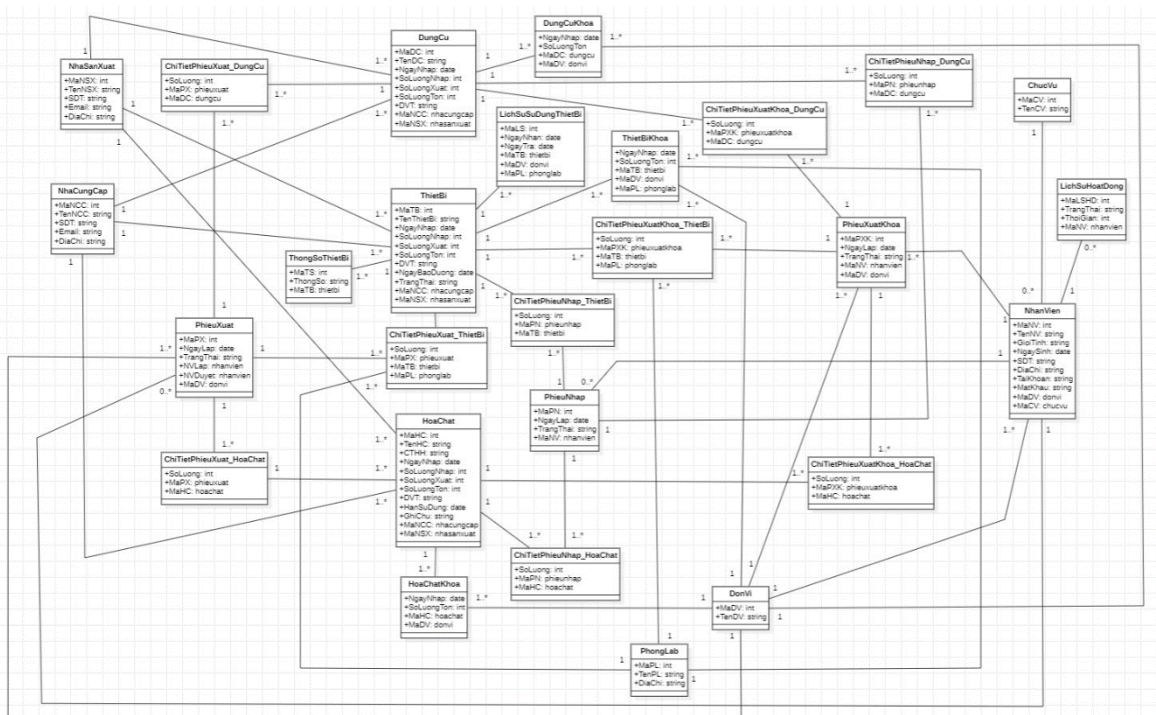 DungCuKhoa
+NgayNhap: date
+SoLuongTon
+MaDC: dungcu
+MaDV: donvi
DungCu
+MaDC: int
+TenDC: string
+NgayNhap: date
+SoLuongNhap: int
+SoLuongXuat: int
+SoLuongTon: int
+DVT: string
+MaNCC: nhacungcap
+MaNSX: nhasanxuat
NhaSanXuat
+MaNSX: int
+TenNSX: string
+SDT: string
+Email: string
+DiaChi: string
ChiTietPhieuXuat_DungCu
+SoLuong: int
+MaPX: phieuxuat
+MaDC: dungcu
ChiTietPhieuNhap_DungCu
+SoLuong: int
+MaPN: phieunhap
+MaDC: dungcu
ChucVu
+MaCV: int
+TenCV: string
LichSuSuDungThietBi
+MaLS: int
+NgayNhan: date
+NgayTra: date
+MaTB: thietbi
+MaDV: donvi
+MaPL: phonglab
ChiTietPhieuXuatKhoa_DungCu
+SoLuong: int
+MaPXK: phieuxuatkhoa
+MaDC: dungcu
ThietBiKhoa
+NgayNhap: date
+SoLuongTon: int
+MaTB: thietbi
+MaDV: donvi
+MaPL: phonglab
NhaCungCap
+MaNCC: int
+TenNCC: string
+SDT: string
+Email: string
+DiaChi: string
ThietBi
+MaTB: int
+TenThietBi: string
+NgayNhap: date
+SoLuongNhap: int
+SoLuongXuat: int
+SoLuongTon: int
+DVT: string
+NgayBaoDuong: date
+TrangThai: string
+MaNCC: nhacungcap
+MaNSX: nhasanxuat
LichSuHoatDong
+MaLSHD: int
+TrangThai: string
+ThoiGian: int
+MaNV: nhanvien
ChiTietPhieuXuatKhoa_ThietBi
+SoLuong: int
+MaPXK: phieuxuatkhoa
+MaTB: thietbi
+MaPL: phonglab
PhieuXuatKhoa
+MaPXK: int
+NgayLap: date
+TrangThai: string
+MaNV: nhanvien
+MaDV: donvi
ThongSoThietBi
+MaTS: int
+ThongSo: string
+MaTB: thietbi
ChiTietPhieuNhap_ThietBi
+SoLuong: int
+MaPN: phieunhap
+MaTB: thietbi
NhanVien
+MaNV: int
+TenNV: string
+GioiTinh: string
+NgaySinh: date
+SDT: string
+DiaChi: string
+TaiKhoan: string
+MatKhau: string
+MaDV: donvi
+MaCV: chucvu
PhieuXuat
+MaPX: int
+NgayLap: date
+TrangThai: string
+NVLap: nhanvien
+NVDuyet: nhanvien
+MaDV: donvi
ChiTietPhieuXuat_ThietBi
+SoLuong: int
+MaPX: phieuxuat
+MaTB: thietbi
+MaPL: phonglab
PhieuNhap
+MaPN: int
+NgayLap: date
+TrangThai: string
+MaNV: nhanvien
HoaChat
+MaHC: int
+TenHC: string
+CTHH: string
+NgayNhap: date
+SoLuongNhap: int
+SoLuongXuat: int
+SoLuongTon: int
+DVT: string
+HanSuDung: date
+GhiChu: string
+MaNCC: nhacungcap
+MaNSX: nhasanxuat
ChiTietPhieuXuat_HoaChat
+SoLuong: int
+MaPX: phieuxuat
+MaHC: hoachat
ChiTietPhieuXuatKhoa_HoaChat
+SoLuong: int
+MaPXK: phieuxuatkhoa
+MaHC: hoachat
ChiTietPhieuNhap_HoaChat
+SoLuong: int
+MaPN: phieunhap
+MaHC: hoachat
HoaChatKhoa
+NgayNhap: date
+SoLuongTon: int
+MaHC: hoachat
+MaDV: donvi
DonVi
+MaDV: int
+TenDV: string
PhongLab
+MaPL: int
+TenPL: string
+DiaChi: string